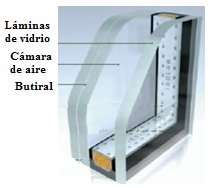 Láminas
de vidrio
Cámara
de aire
Butiral